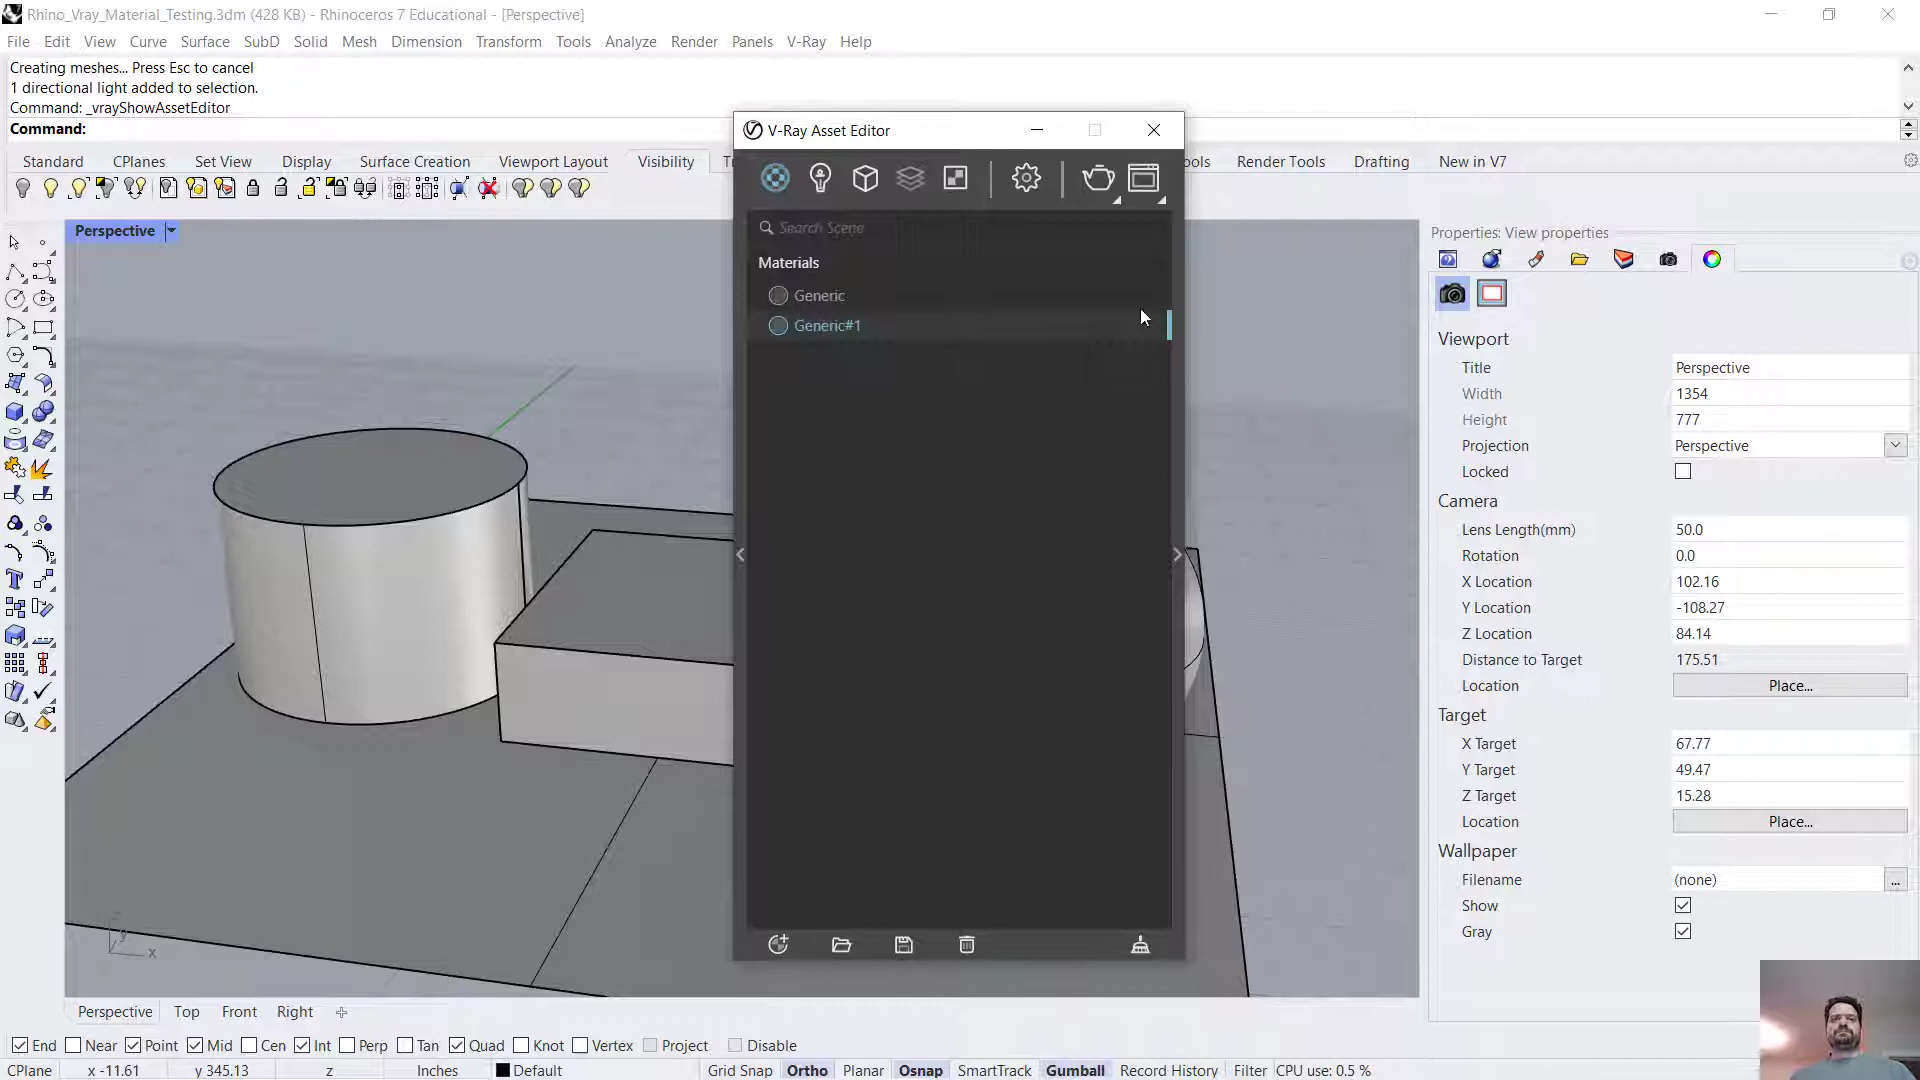 Rhino_Vray_Material_Testing.3dm (428 KB) - Rhinoceros 7 Educational - [Perspective]
File Edit View Curve Surface SubD Solid Mesh Dimension Transform Tools Analyze Render Panels V-Ray Help
Creating meshes... Press Esc to cancel
1 directional light added to selection.
Command: _vrayShowAssetEditor
Command:
Standard CPlanes Set View Display Surface Creation Viewport Layout Visibility ools Render Tools Drafting New in V7
V-Ray Asset Editor
Search Scene
Materials
Generic
Generic#1
Perspective
x
y
Properties: View properties
Viewport
Title Perspective
Width 1354
Height 777
Projection Perspective
Locked
Camera
Lens Length(mm) 50.0
Rotation 0.0
X Location 102.16
Y Location -108.27
Z Location 84.14
Distance to Target 175.51
Location Place...
Target
X Target 67.77
Y Target 49.47
Z Target 15.28
Location Place...
Wallpaper
Filename (none) ...
Show
Gray
Perspective Top Front Right
End Near Point Mid Cen Int Perp Tan Quad Knot Vertex Project Disable
CPlane x -11.61 y 345.13 z Inches Default Grid Snap Ortho Planar Osnap SmartTrack Gumball Record History Filter CPU use: 0.5 %